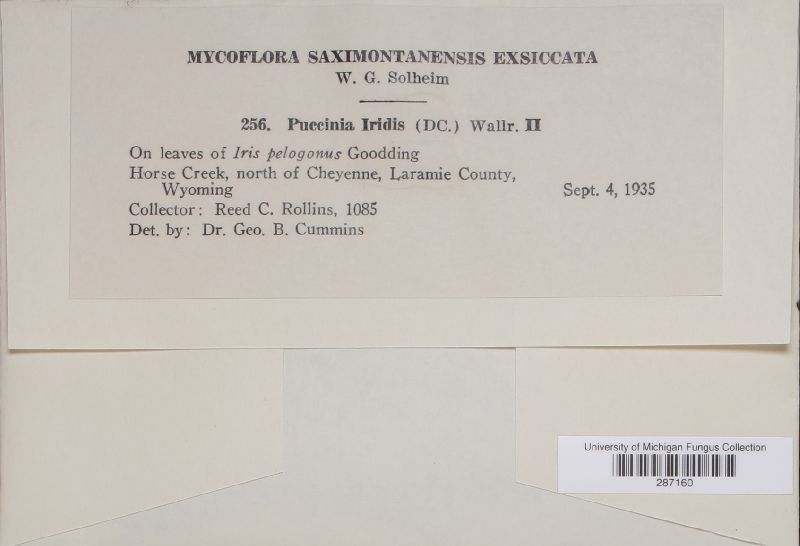 MYCOFLORA SAXIMONTANENSIS EXSICCATA
W. G. Solheim
256. Puccinia Iridis (DC.) Wallr. II
On leaves of Iris pelogonus Goodding
Horse Creek, north of Cheyenne, Laramie County,
Wyoming Sept. 4, 1935
Collector: Reed C. Rollins, 1085
Det. by: Dr. Geo. B. Cummins
University of Michigan Fungus Collection
287160